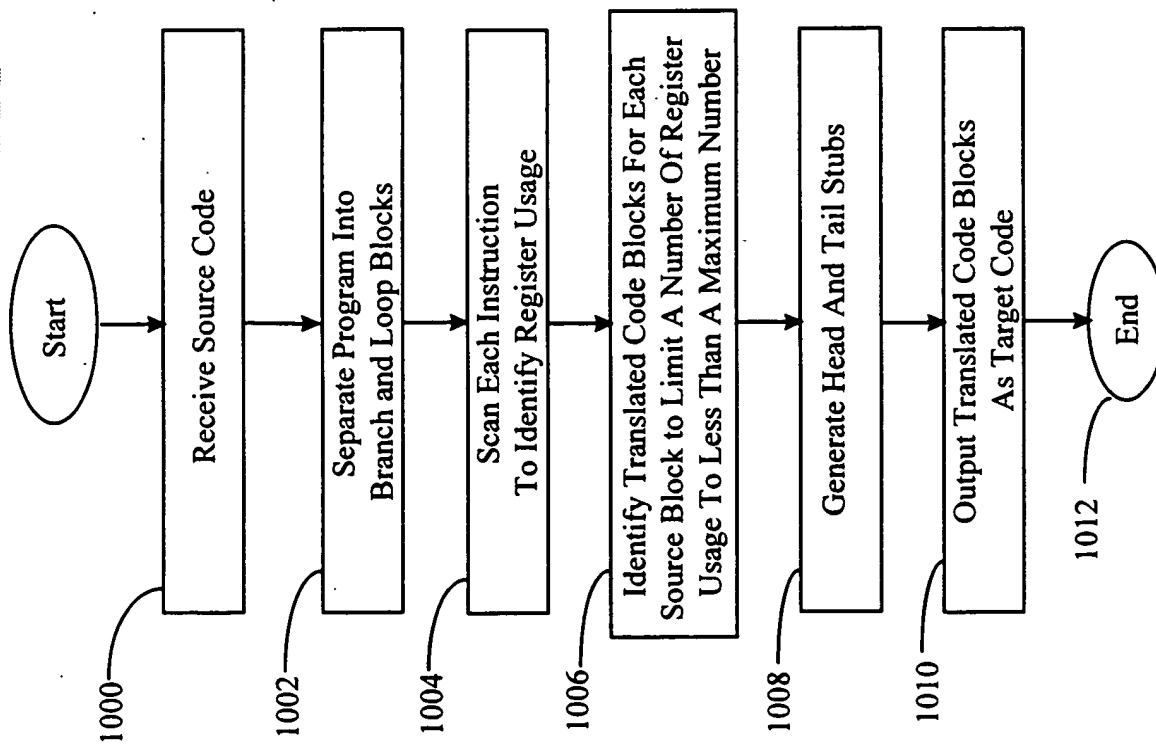 Start
1000
Receive Source Code
1002
Separate Program Into
Branch and Loop Blocks
1004
Scan Each Instruction
To Identify Register Usage
1006
Identify Translated Code Blocks For Each
Source Block to Limit A Number Of Register
Usage To Less Than A Maximum Number
1008
Generate Head And Tail Stubs
1010
Output Translated Code Blocks
As Target Code
1012
End